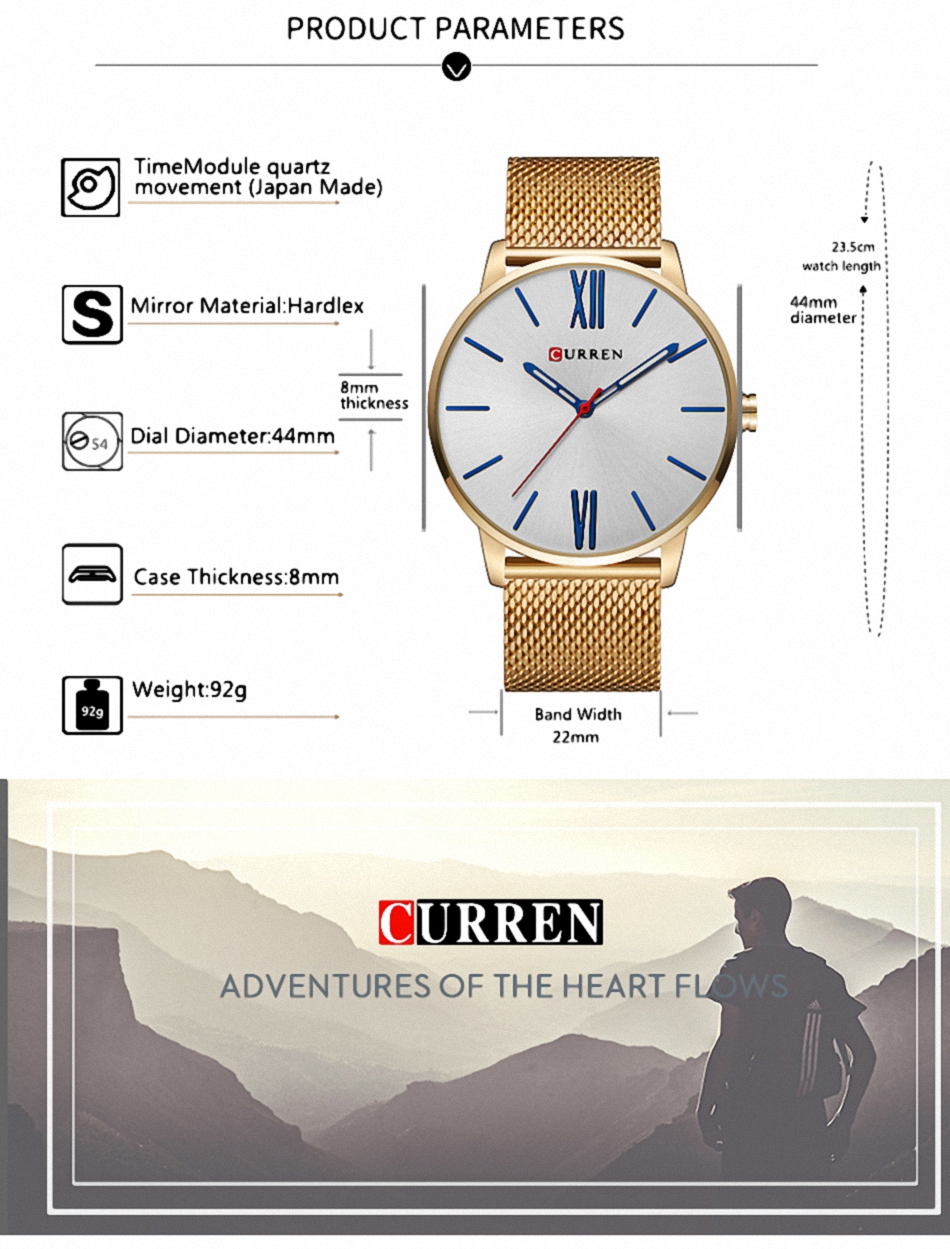 PRODUCT PARAMETERS
TimeModule quartz
movement (Japan Made)
S
Mirror Material:Hardlex
8mm
thickness
S4
Dial Diameter:44mm
Case Thickness:8mm
92g
Weight:92g
XII
CURREN
VI
23.5cm
watch length
44mm
diameter
Band Width
22mm
CURREN
ADVENTURES OF THE HEART FLOWS